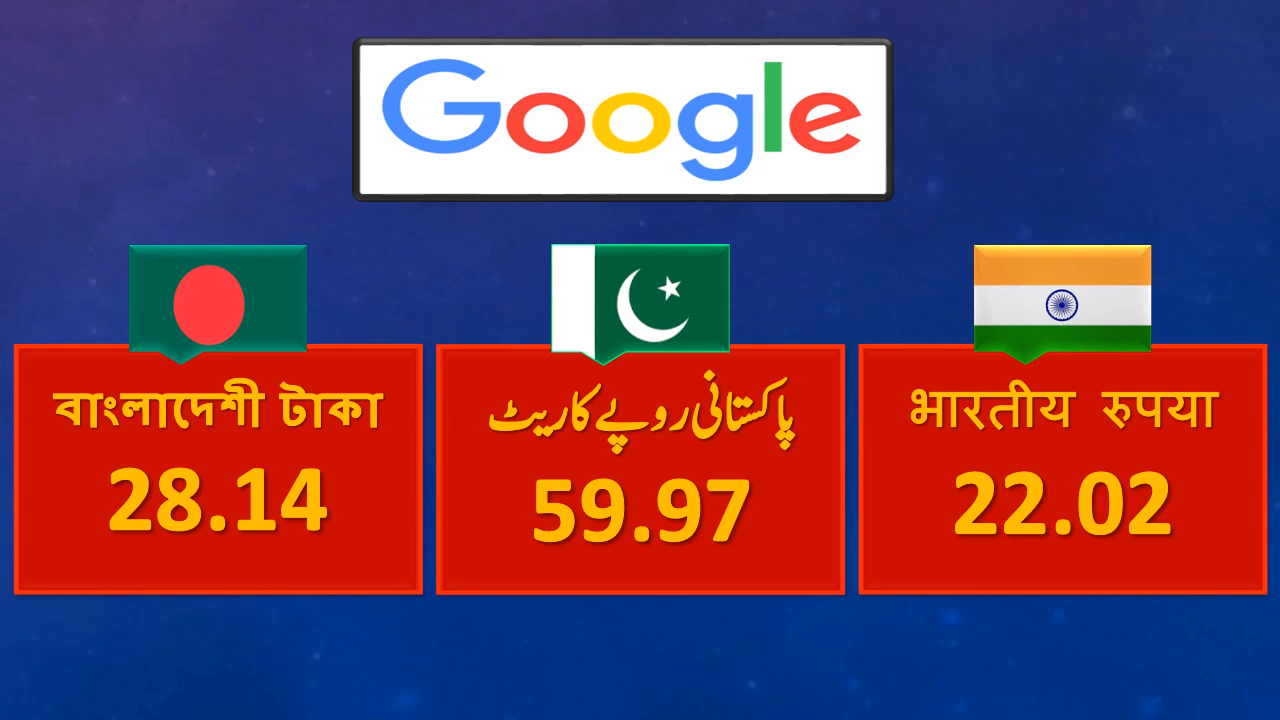 Google
বাংলাদেশী টাকা
28.14
پاکستانی روپے کا ریٹ
59.97
भारतीय रुपया
22.02